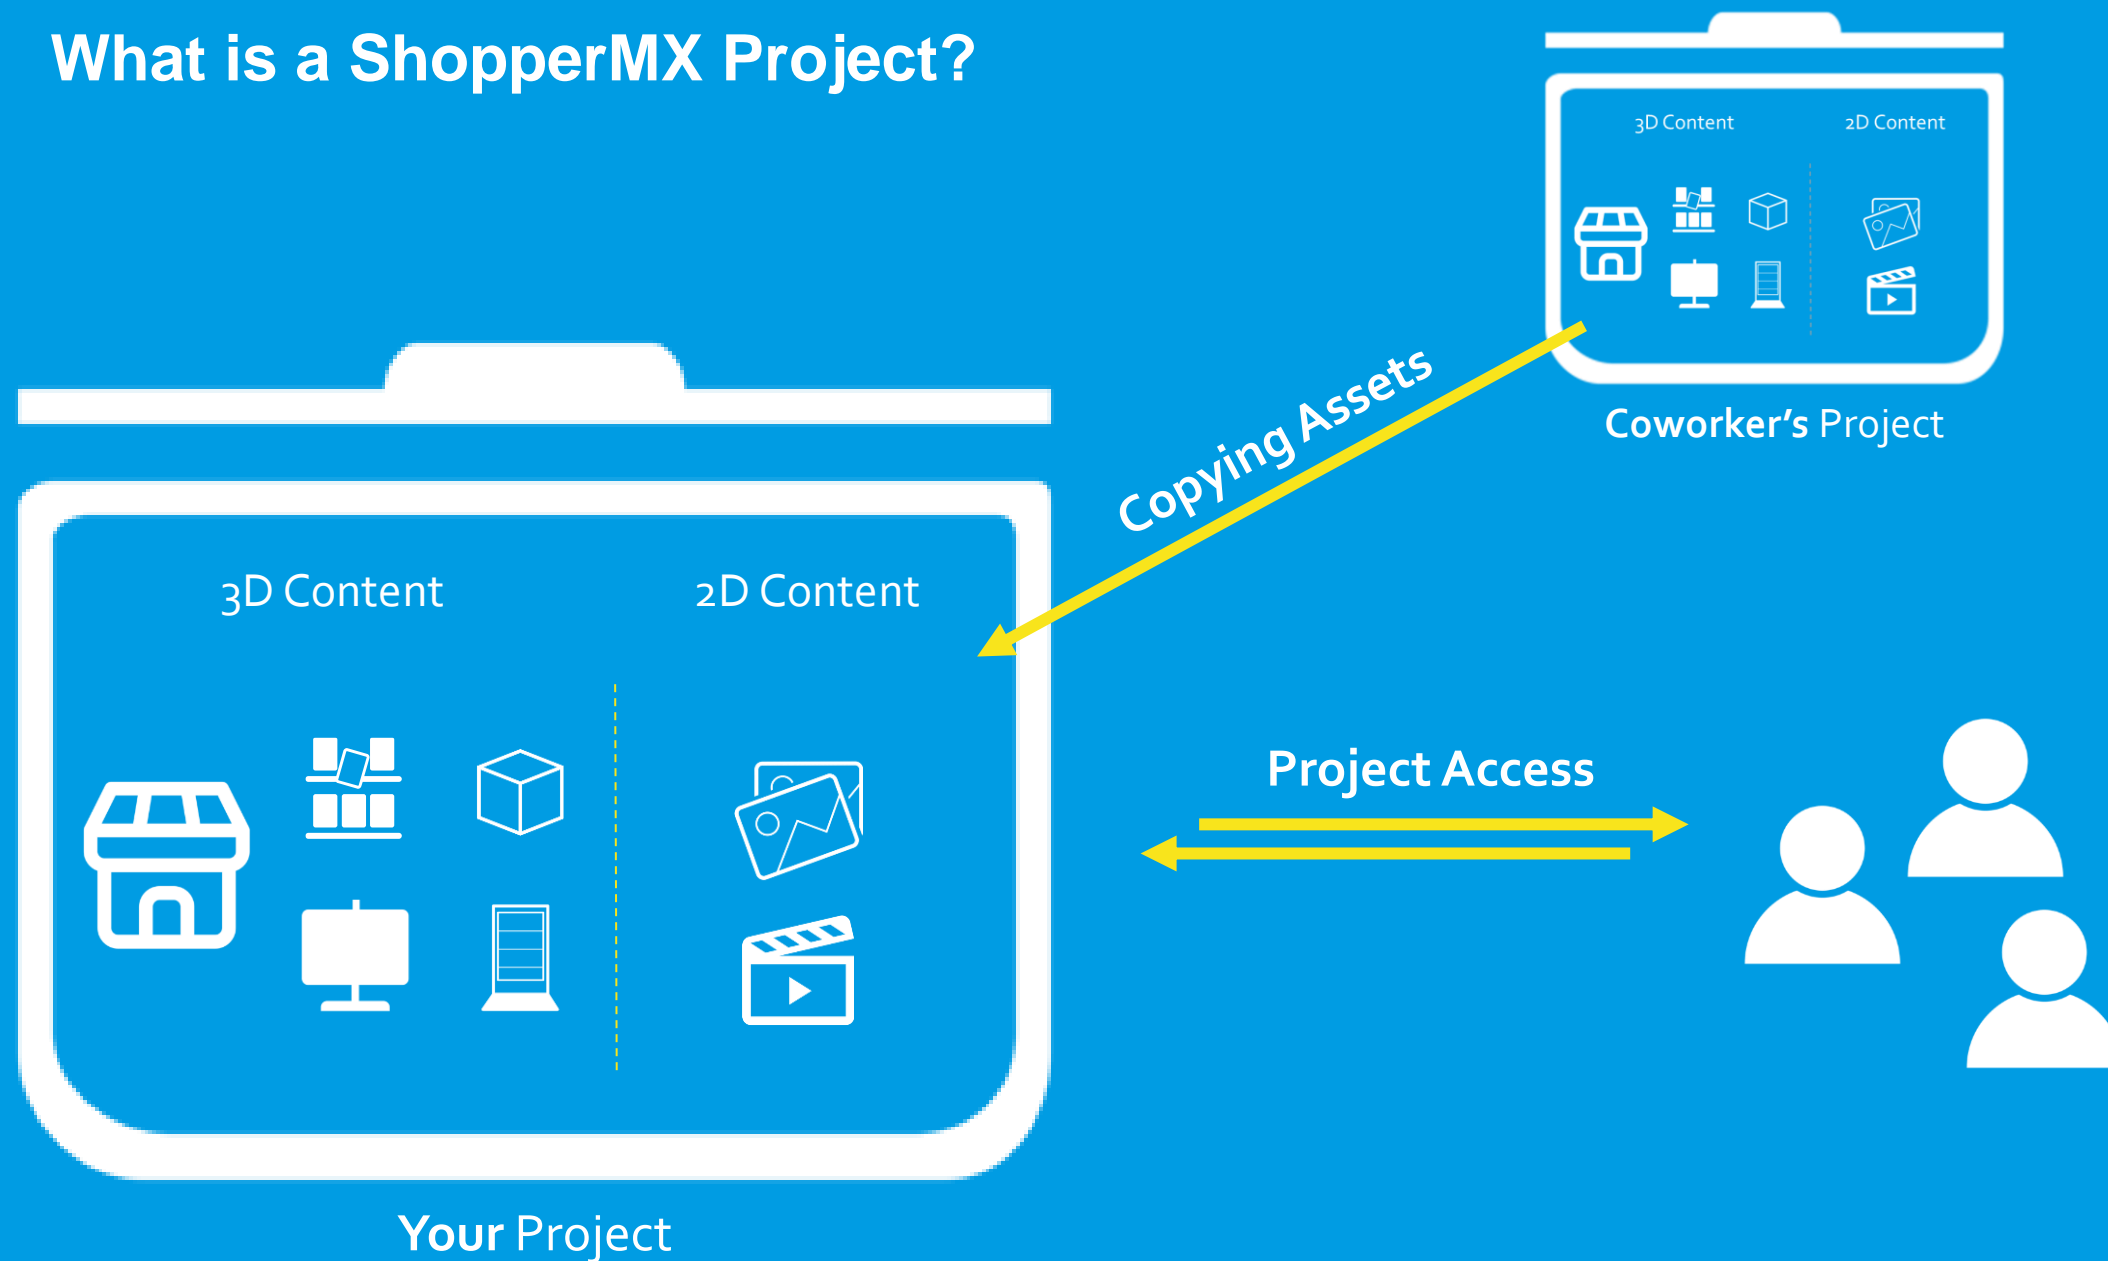 What is a ShopperMX Project?
3D Content
2D Content
Coworker's Project
Copying Assets
3D Content
2D Content
Project Access
Your Project